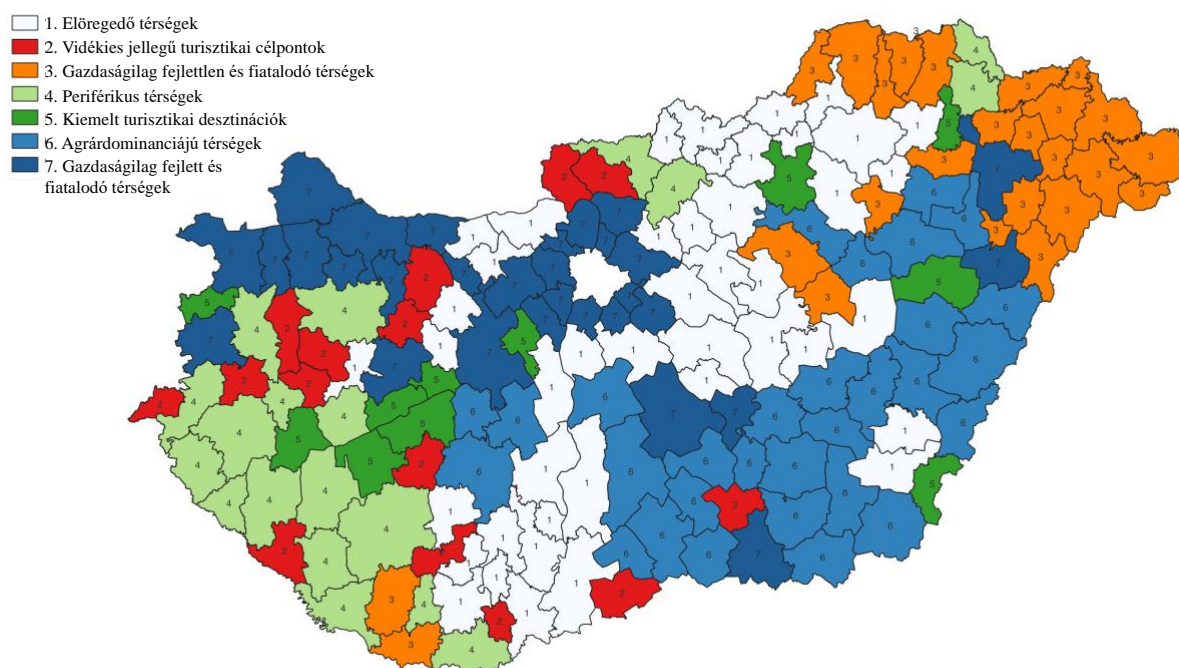 1. Elöregedő térségek
2. Vidékies jellegű turisztikai célpontok
3. Gazdaságilag fejlettlen és fiatalodó térségek
4. Periférikus térségek
5. Kiemelt turisztikai desztinációk
6. Agrárdominanciájú térségek
7. Gazdaságilag fejlett és
fiatalodó térségek